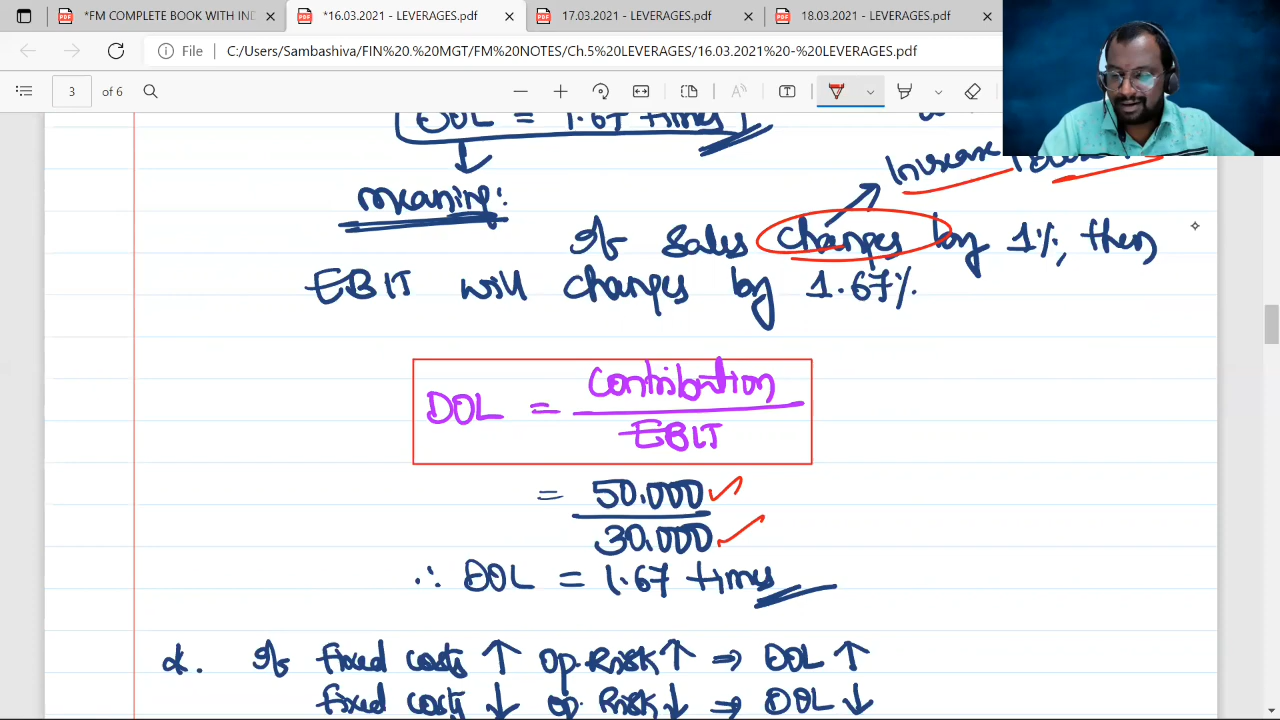 *FM COMPLETE BOOK WITH IND
*16.03.2021 - LEVERAGES.pdf
17.03.2021 - LEVERAGES.pdf
18.03.2021 - LEVERAGES.pdf
File
C:/Users/Sambashiva/FIN%20.%20MGT/FM%20NOTES/Ch.5%20LEVERAGES/16.03.2021%20-%20LEVERAGES.pdf
3 of 6
DOL = 1.67 times
Increase
meaning:
If Sales changes by 1%, then
EBIT will changes by 1.67%
DOL = Contribution
EBIT
= 50.000
30.000
∴ DOL = 1.67 times
If fixed costs ↑ Op. Risk ↑ ⇒ DOL ↑
fixed costs ↓ Op. Risk ↓ ⇒ DOL ↓